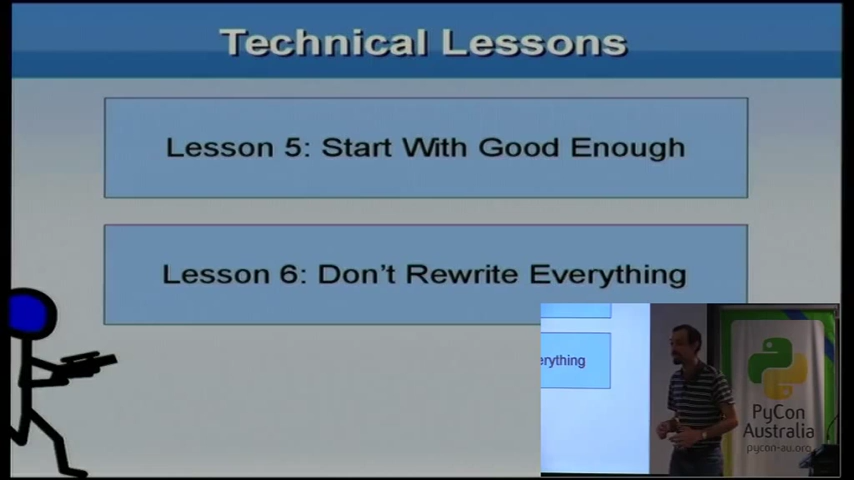 Technical Lessons
Lesson 5: Start With Good Enough
Lesson 6: Don't Rewrite Everything
erything
PyCon
Australia
pycon-au.org